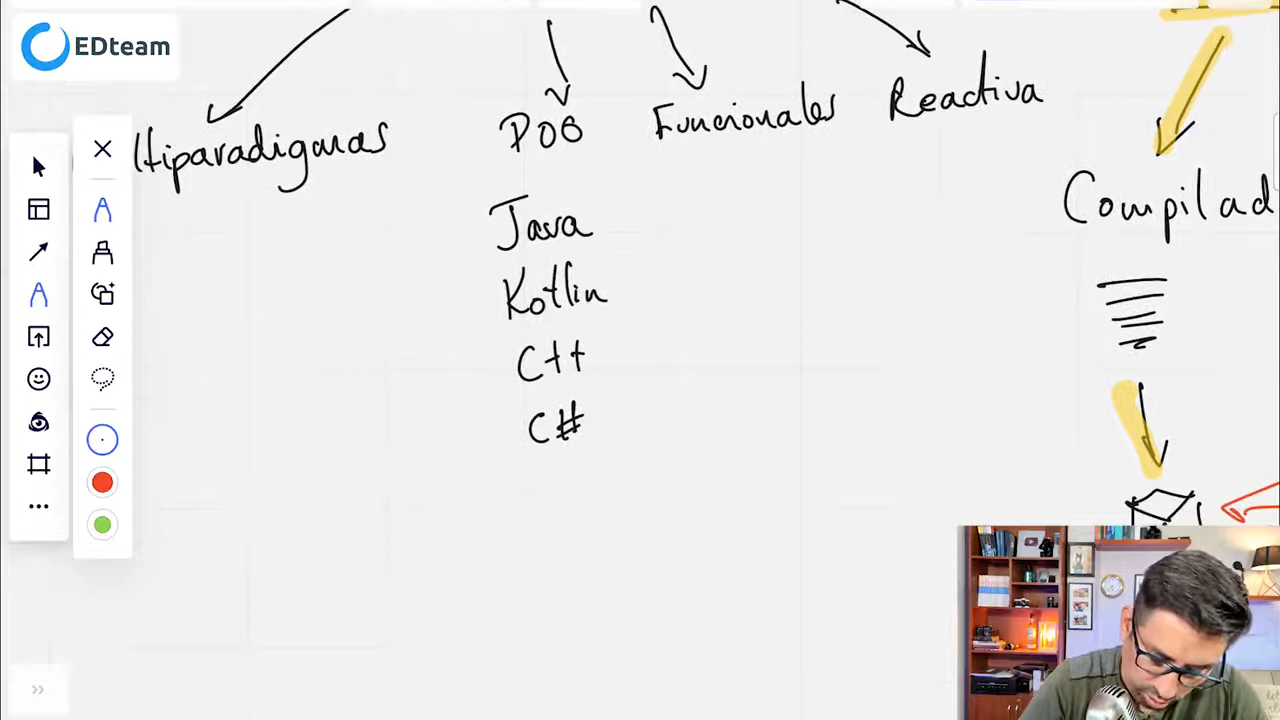 EDteam
ltiparadigmas
POO
Funcionales
Reactiva
Java
Kotlin
C++
C#
Compilad